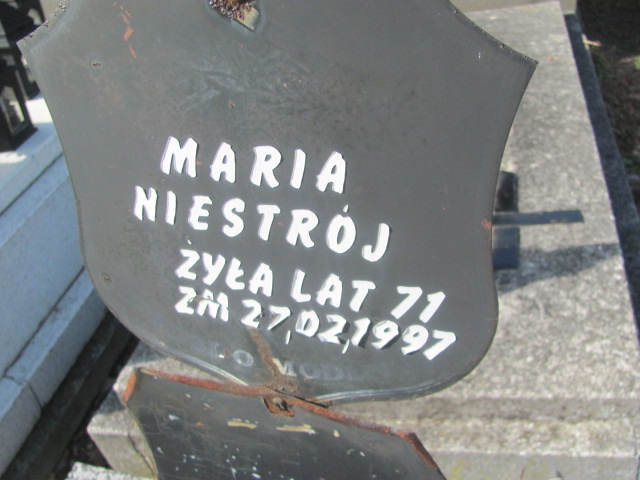 MARIA
NIESTRÓJ
ŻYŁA LAT 71
ZM 27,02,1997